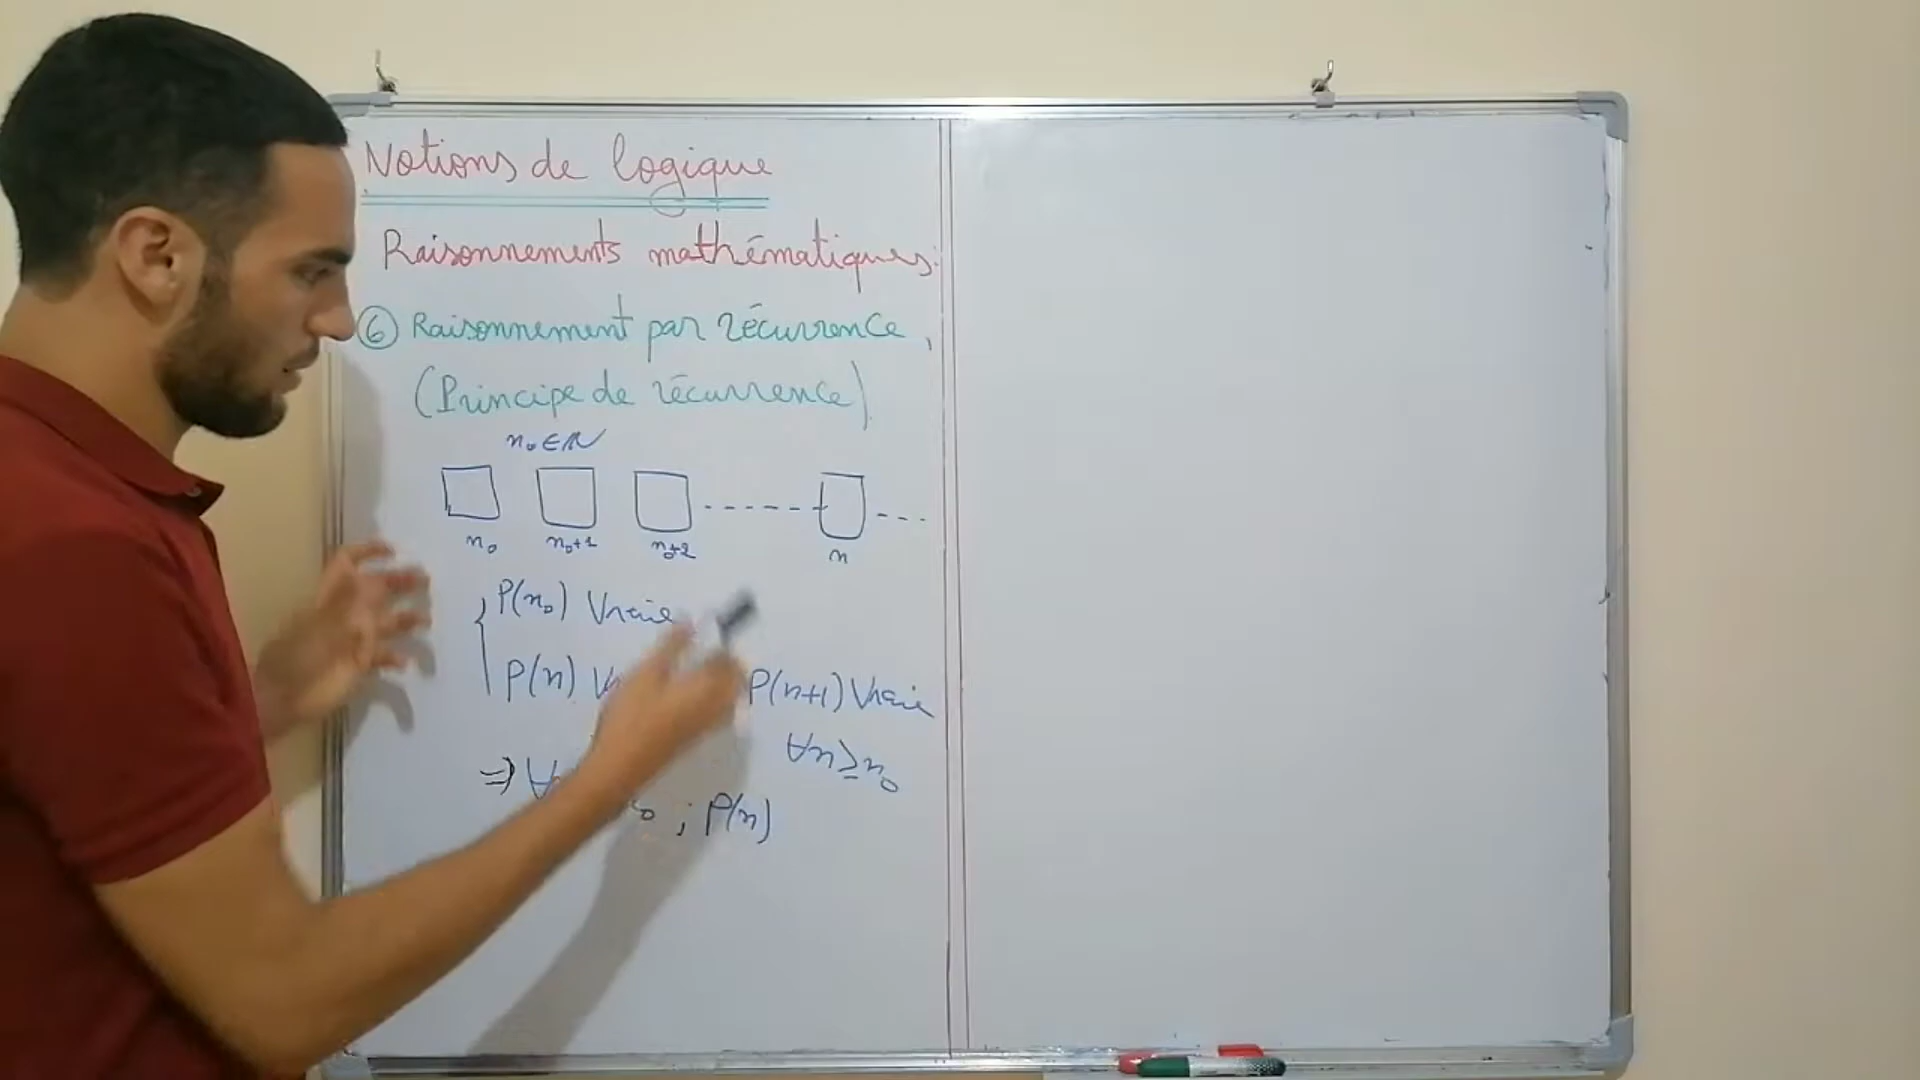 Notions de logique
Raisonnements mathématiques:
⑥ Raisonnement par récurrence,
(Principe de récurrence)
n₀ ∈ ℕ
n₀ n₀+1 n₀+2 n
P(n₀) Vraie
P(n) P(n+1) Vraie
∀n ≥ n₀
⇒ ∀ ; P(n)